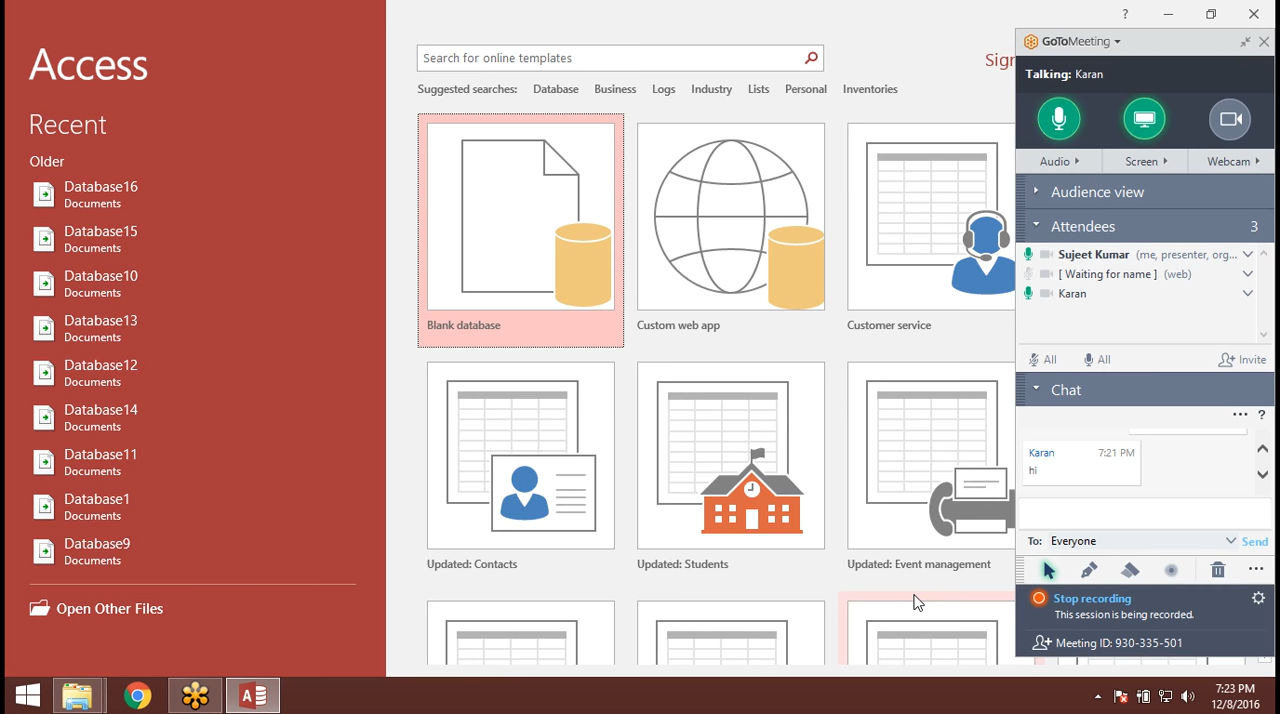 Access
Recent
Older
Database16
Documents
Database15
Documents
Database10
Documents
Database13
Documents
Database12
Documents
Database14
Documents
Database11
Documents
Database1
Documents
Database9
Documents
Open Other Files
Search for online templates
Sign
Suggested searches: Database Business Logs Industry Lists Personal Inventories
Blank database
Custom web app
Customer service
Updated: Contacts
Updated: Students
Updated: Event management
?
GoToMeeting
Talking: Karan
Audio
Screen
Webcam
Audience view
Attendees 3
Sujeet Kumar (me, presenter, org...
[ Waiting for name ] (web)
Karan
All
All
Invite
Chat
... ?
Karan 7:21 PM
hi
To: Everyone Send
...
Stop recording
This session is being recorded.
Meeting ID: 930-335-501
7:23 PM
12/8/2016